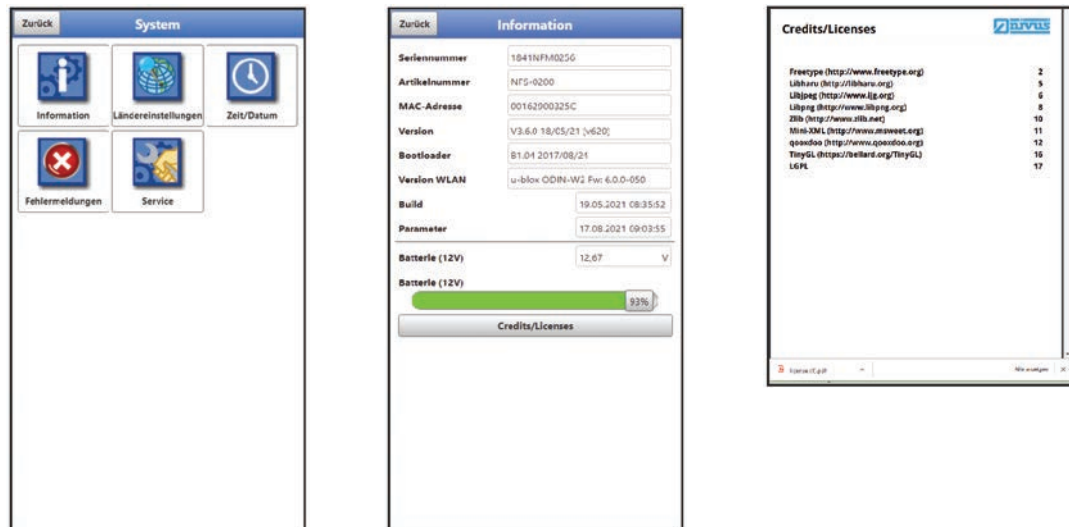 Zurück
System
Information
Ländereinstellungen
Zeit/Datum
Fehlermeldungen
Service
Zurück
Information
Seriennummer
1841NFM0256
Artikelnummer
NFS-0200
MAC-Adresse
00162900325C
Version
V3.6.0 18/05/21 [v620]
Bootloader
B1.04 2017/08/21
Version WLAN
u-blox ODIN-W2 Fw: 6.0.0-050
Build
19.05.2021 08:35:52
Parameter
17.08.2021 09:03:55
Batterie (12V)
12,67 V
Batterie (12V)
93%
Credits/Licenses
Credits/Licenses
nivus
Freetype (http://www.freetype.org) 2
Libharu (http://libharu.org) 5
Libjpeg (http://www.ijg.org) 6
Libpng (http://www.libpng.org) 8
Zlib (http://www.zlib.net) 10
Mini-XML (http://www.msweet.org) 11
qooxdoo (http://www.qooxdoo.org) 12
TinyGL (https://bellard.org/TinyGL) 16
LGPL 17
Alle anzeigen